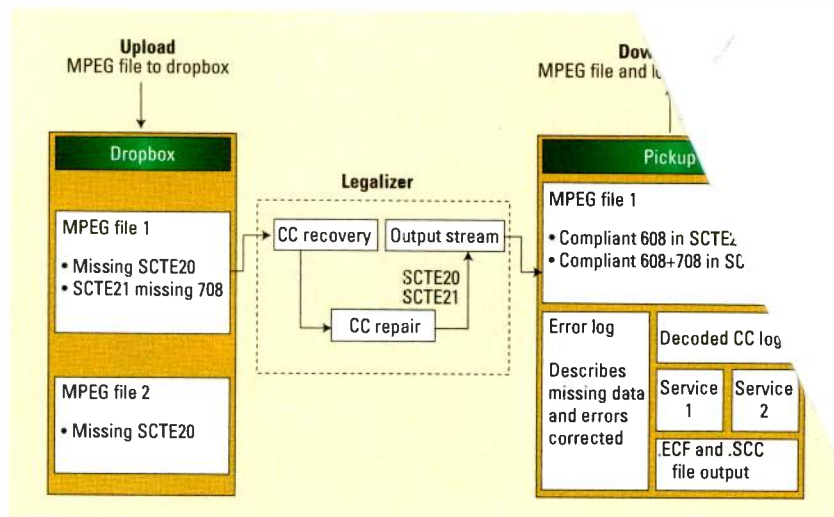 Upload
MPEG file to dropbox
Dropbox
MPEG file 1
• Missing SCTE20
• SCTE21 missing 708
MPEG file 2
• Missing SCTE20
Legalizer
CC recovery
Output stream
SCTE20
SCTE21
CC repair
MPEG file and
Pickup
MPEG file 1
• Compliant 608 in
• Compliant 608+708 in
Error log
Describes
missing data
and errors
corrected
Decoded CC log
Service
1
Service
2
.ECF and .SCC
file output